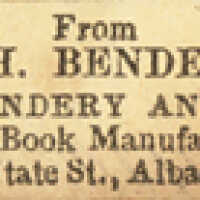 From
H. BENDE
NDERY AN
Book Manufa
tate St., Alba